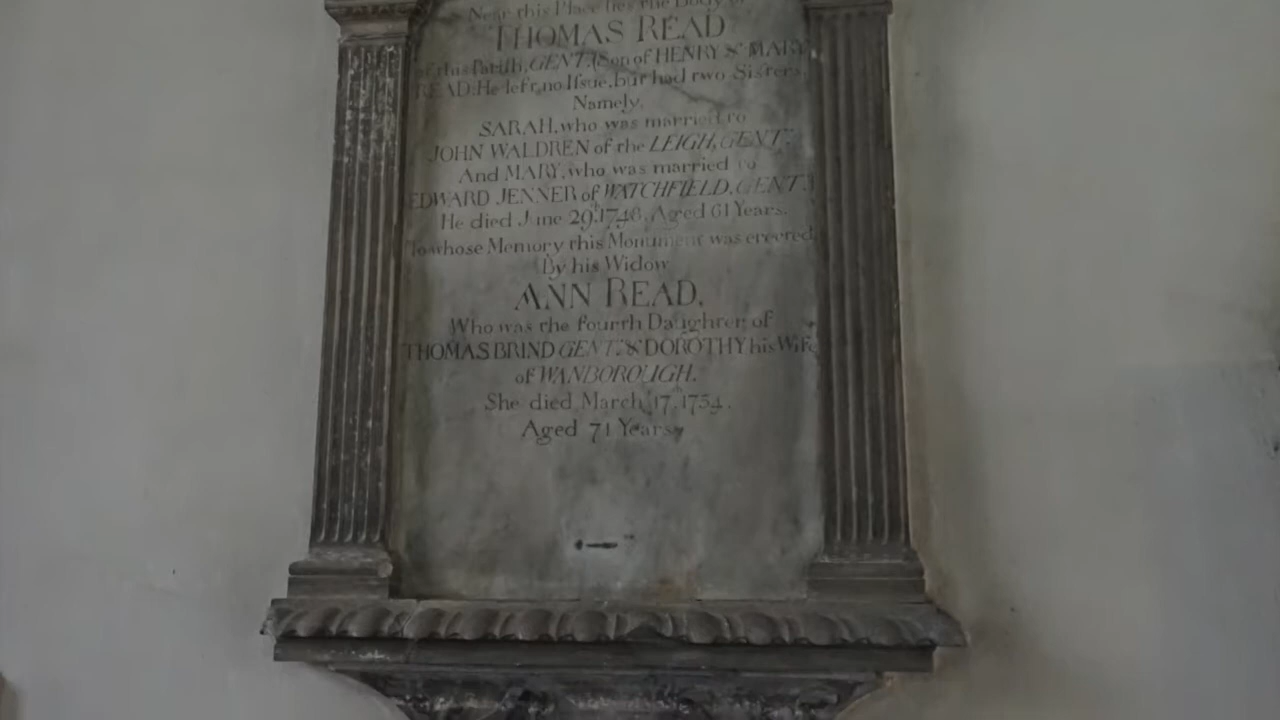 Near this Place lies the Body of
THOMAS READ
of this Parish, GENT. (Son of HENRY & MARY
READ: He left no Issue, but had two Sisters,
Namely,
SARAH, who was married to
JOHN WALDREN of the LEIGH, GENT.
And MARY, who was married to
EDWARD JENNER of WATCHFIELD, GENT.)
He died June 29th 1748, Aged 61 Years.
To whose Memory this Monument was erected
By his Widow
ANN READ,
Who was the fourth Daughter of
THOMAS BRIND GENT. & DOROTHY his Wife
of WANBOROUGH.
She died March 17th 1754.
Aged 71 Years